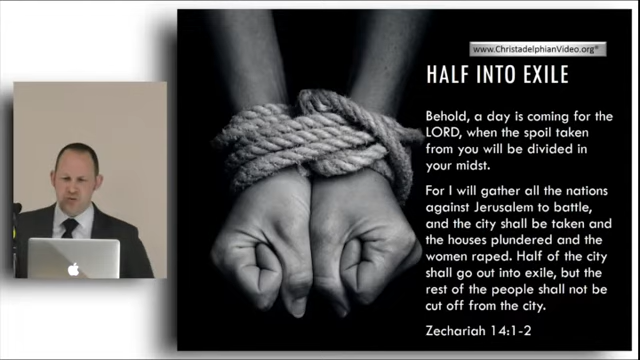 www.ChristadelphianVideo.org®
HALF INTO EXILE
Behold, a day is coming for the
LORD, when the spoil taken
from you will be divided in
your midst.
For I will gather all the nations
against Jerusalem to battle,
and the city shall be taken and
the houses plundered and the
women raped. Half of the city
shall go out into exile, but the
rest of the people shall not be
cut off from the city.
Zechariah 14:1-2